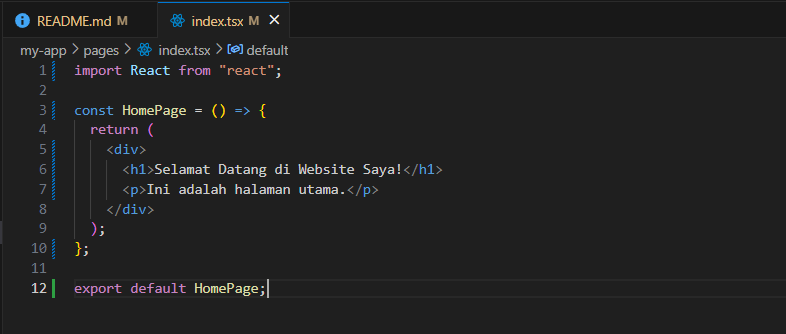 README.md M index.tsx M
my-app > pages > index.tsx > default
1 import React from "react";
2
3 const HomePage = () => {
4 return (
5 <div>
6 <h1>Selamat Datang di Website Saya!</h1>
7 <p>Ini adalah halaman utama.</p>
8 </div>
9 );
10 };
11
12 export default HomePage;